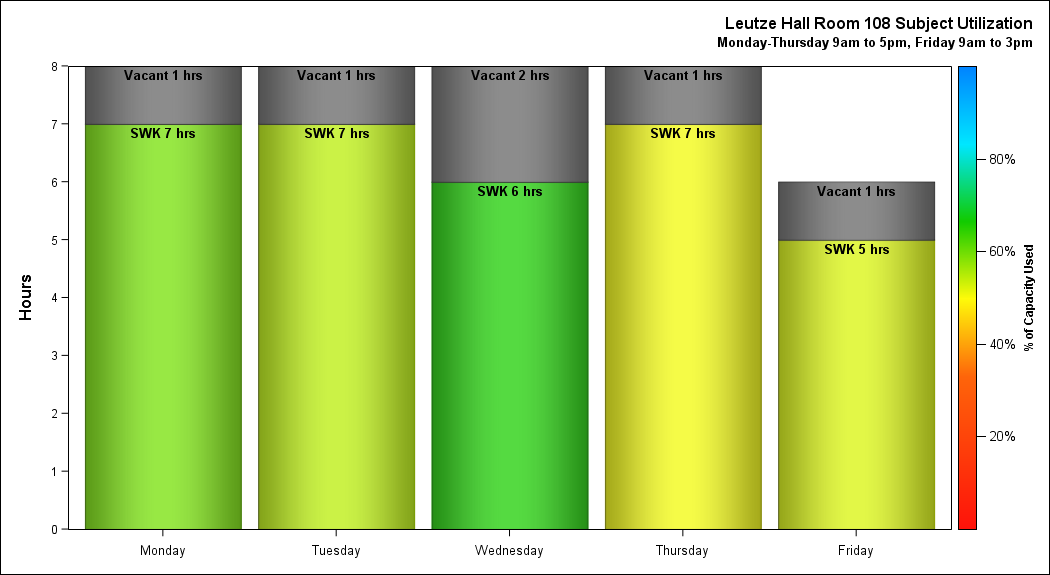 Leutze Hall Room 108 Subject Utilization
Monday-Thursday 9am to 5pm, Friday 9am to 3pm
Hours
8
7
6
5
4
3
2
1
0
Vacant 1 hrs
SWK 7 hrs
Vacant 1 hrs
SWK 7 hrs
Vacant 2 hrs
SWK 6 hrs
Vacant 1 hrs
SWK 7 hrs
Vacant 1 hrs
SWK 5 hrs
Monday
Tuesday
Wednesday
Thursday
Friday
80%
60%
40%
20%
% of Capacity Used